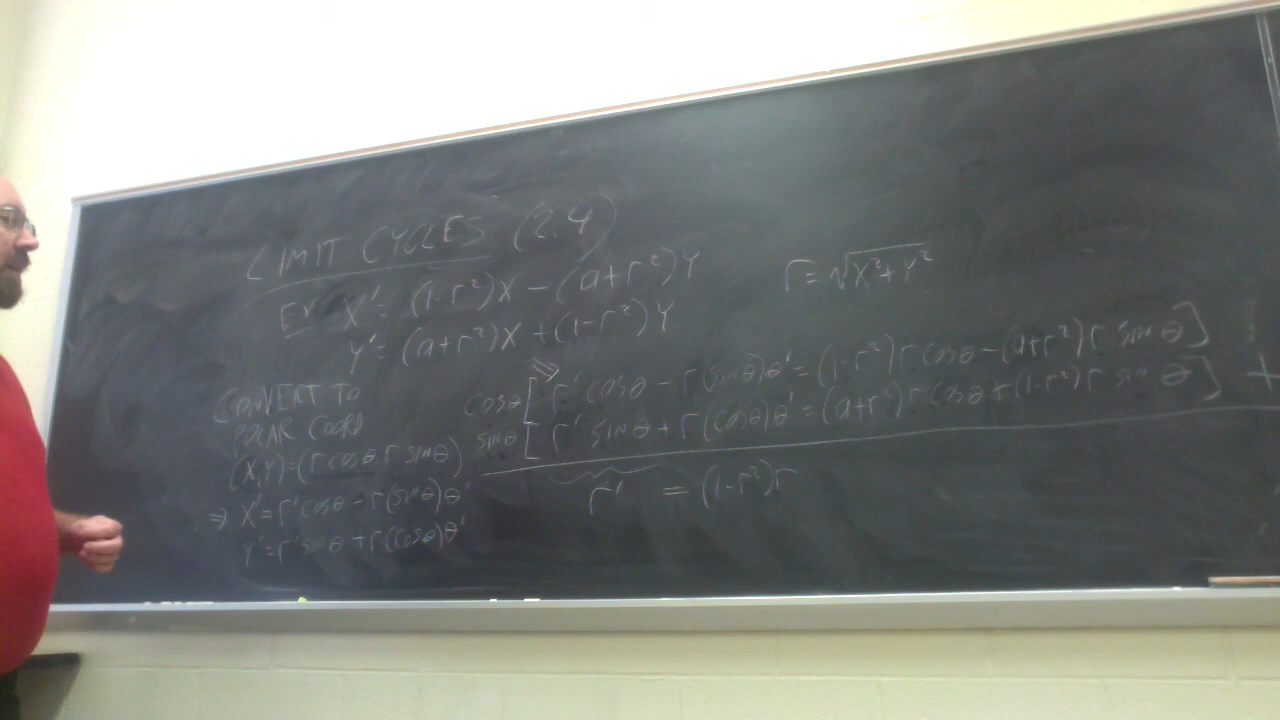 LIMIT CYCLES (2.4)
EX X' = (1-r²)X - (a+r²)Y
Y' = (a+r²)X + (1-r²)Y
r = √X²+Y²
CONVERT TO
POLAR COORD
(X,Y) = (r cosθ, r sinθ)
⇒ X' = r'cosθ - r(sinθ)θ'
Y' = r'sinθ + r(cosθ)θ'
⇒
cosθ[ r'cosθ - r(sinθ)θ' = (1-r²)r cosθ - (a+r²)r sinθ ]
sinθ[ r' sinθ + r(cosθ)θ' = (a+r²)r cosθ + (1-r²)r sinθ ] +
r' = (1-r²)r